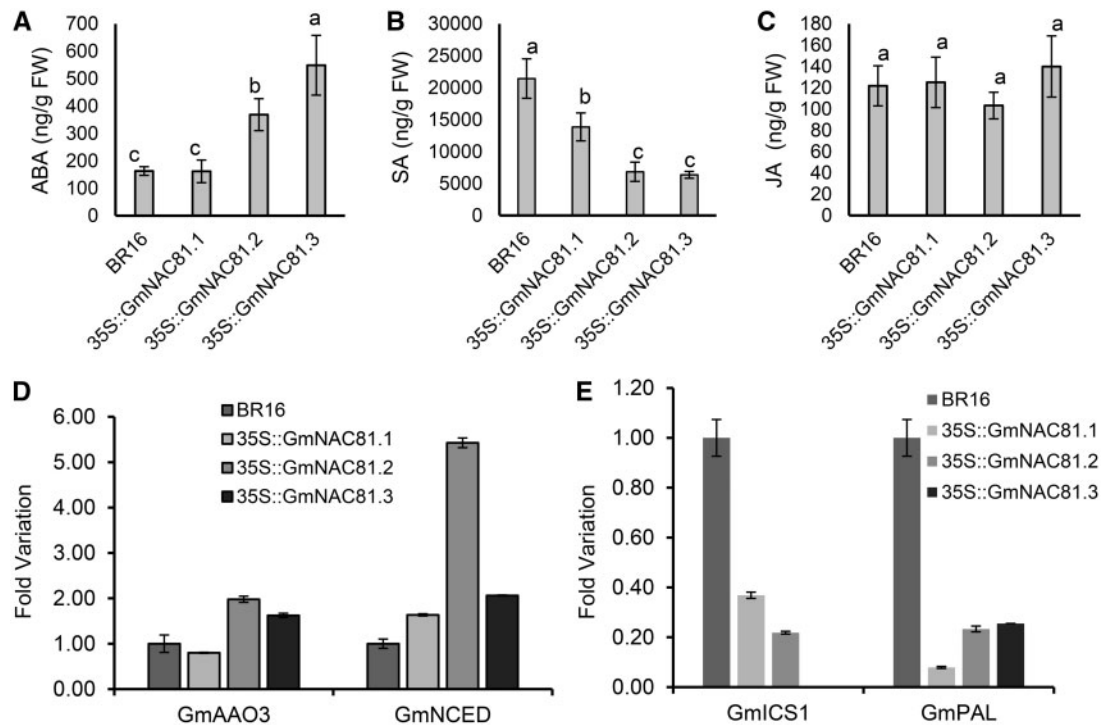 A
ABA (ng/g FW)
700
600
500
400
300
200
100
0
c
c
b
a
BR16
35S::GmNAC81.1
35S::GmNAC81.2
35S::GmNAC81.3
B
SA (ng/g FW)
30000
25000
20000
15000
10000
5000
0
a
b
c
c
BR16
35S::GmNAC81.1
35S::GmNAC81.2
35S::GmNAC81.3
C
JA (ng/g FW)
180
160
140
120
100
80
60
40
20
0
a
a
a
a
BR16
35S::GmNAC81.1
35S::GmNAC81.2
35S::GmNAC81.3
D
Fold Variation
6.00
5.00
4.00
3.00
2.00
1.00
0.00
BR16
35S::GmNAC81.1
35S::GmNAC81.2
35S::GmNAC81.3
GmAAO3
GmNCED
E
Fold Variation
1.20
1.00
0.80
0.60
0.40
0.20
0.00
BR16
35S::GmNAC81.1
35S::GmNAC81.2
35S::GmNAC81.3
GmICS1
GmPAL